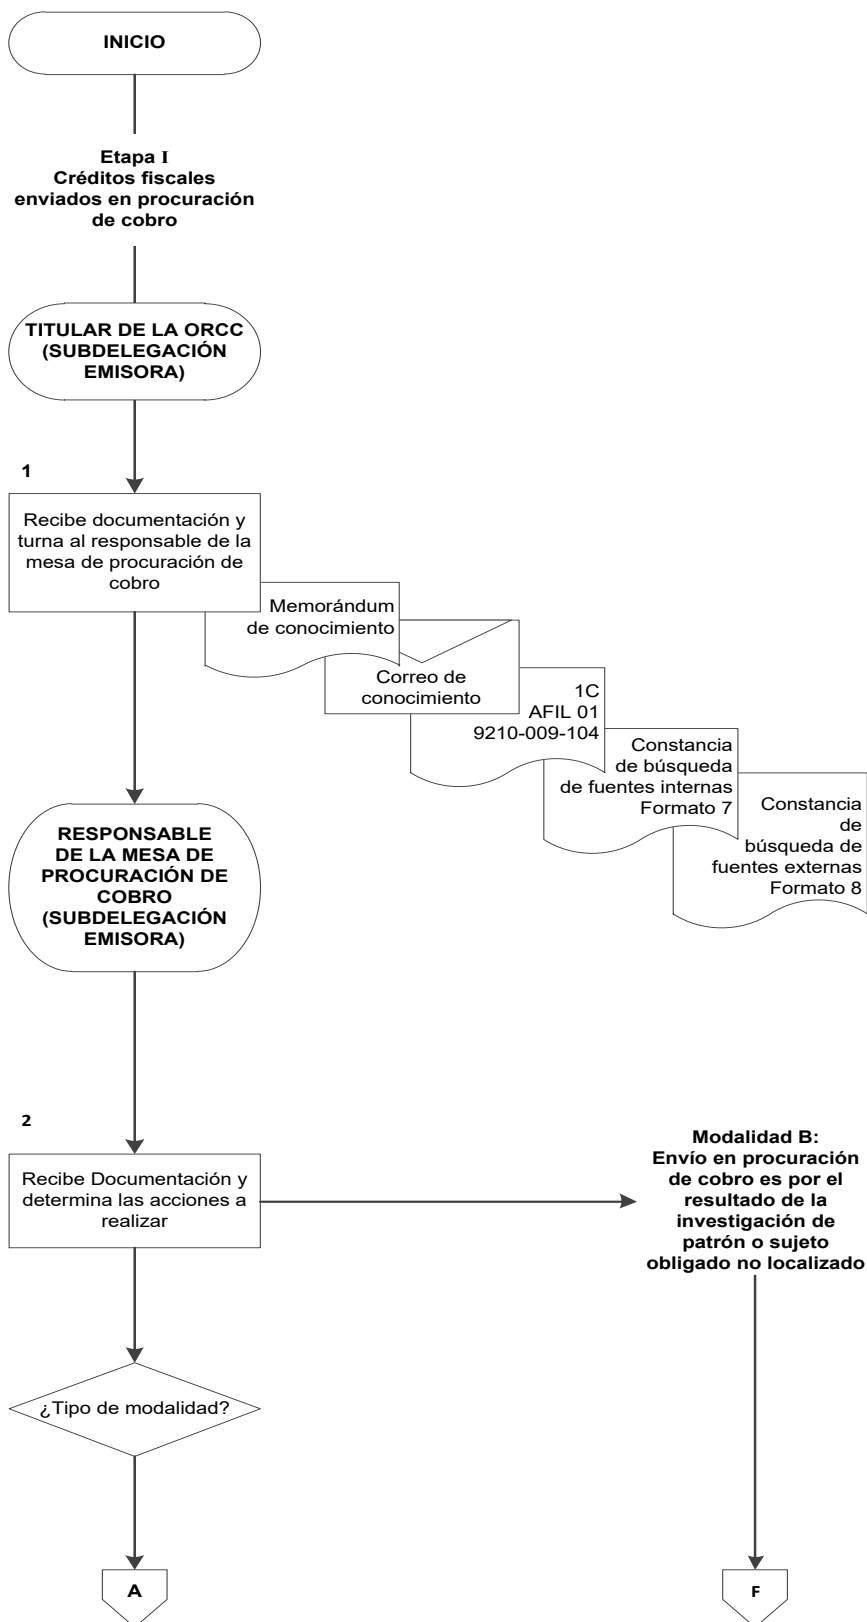 INICIO
Etapa I
Créditos fiscales
enviados en procuración
de cobro
TITULAR DE LA ORCC
(SUBDELEGACIÓN
EMISORA)
1
Recibe documentación y
turna al responsable de la
mesa de procuración de
cobro
Memorándum
de conocimiento
Correo de
conocimiento
1C
AFIL 01
9210-009-104
Constancia
de búsqueda
de fuentes internas
Formato 7
Constancia
de
búsqueda de
fuentes externas
Formato 8
RESPONSABLE
DE LA MESA DE
PROCURACIÓN DE
COBRO
(SUBDELEGACIÓN
EMISORA)
2
Recibe Documentación y
determina las acciones a
realizar
Modalidad B:
Envío en procuración
de cobro es por el
resultado de la
investigación de
patrón o sujeto
obligado no localizado
¿Tipo de modalidad?
A
F